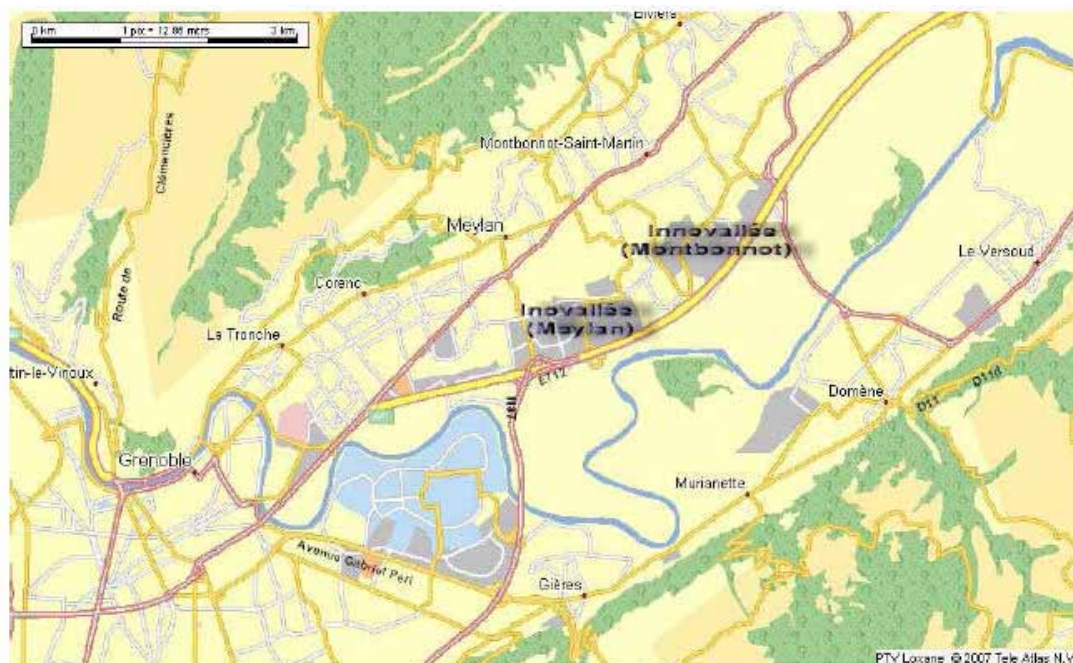 0 km 1 pix = 12.86 mtrs 3 km
Biviers
Clémencières
Montbonnot-Saint-Martin
Meylan
Innovallée
(Montbonnot)
Le Versoud
Corenc
Route de
Inovallée
(Meylan)
La Tronche
tin-le-Vinoux
E712
Domène
D11d
D11
N87
Grenoble
Murianette
Avenue Gabriel Péri
Gières
PTV Loxane @2007 Tele Atlas N.V